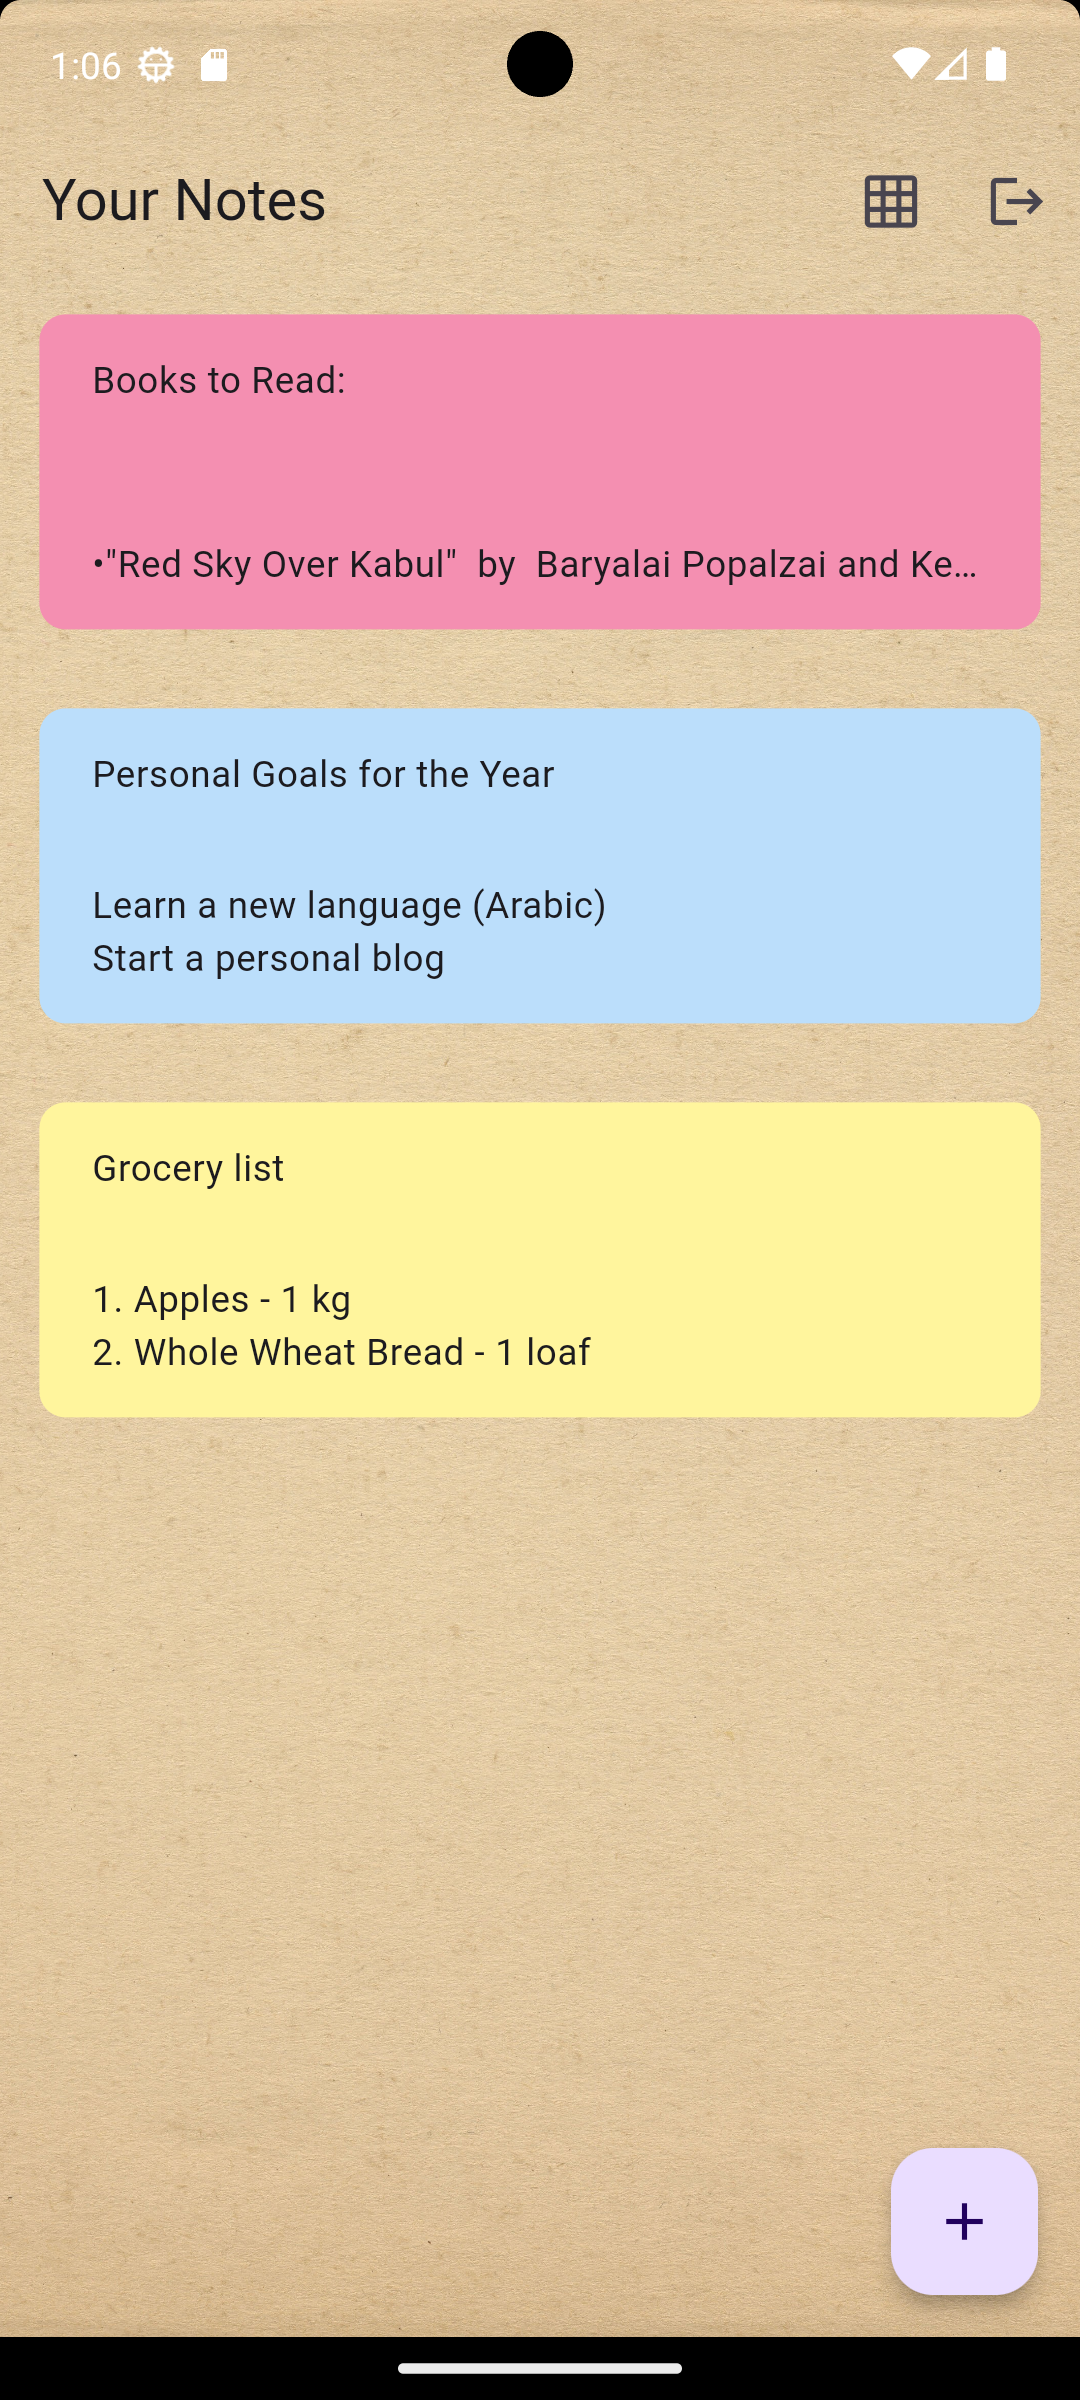 1:06
Your Notes
Books to Read:
•"Red Sky Over Kabul"  by  Baryalai Popalzai and Ke…
Personal Goals for the Year
Learn a new language (Arabic)
Start a personal blog
Grocery list
1. Apples - 1 kg
2. Whole Wheat Bread - 1 loaf